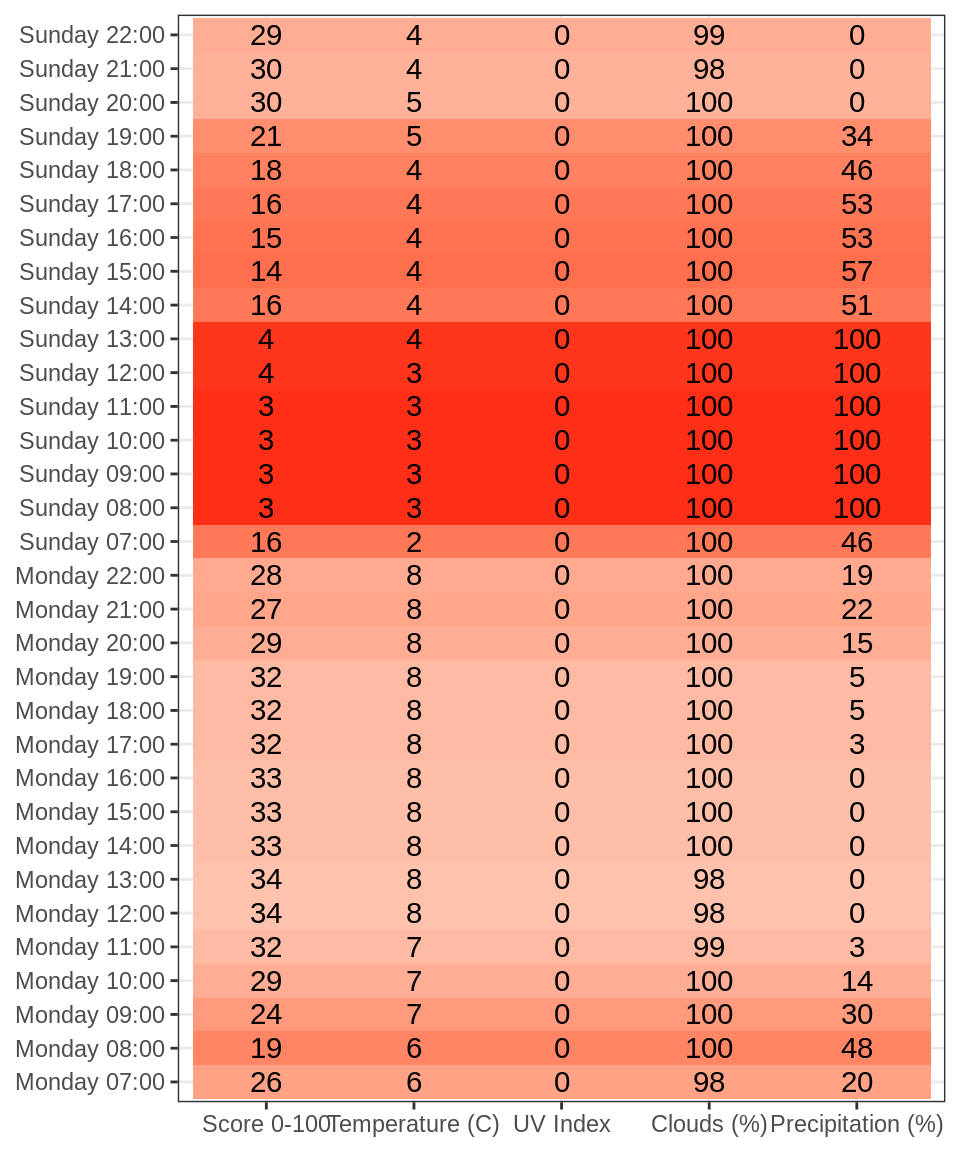 Sunday 22:00 29 4 0 99 0
Sunday 21:00 30 4 0 98 0
Sunday 20:00 30 5 0 100 0
Sunday 19:00 21 5 0 100 34
Sunday 18:00 18 4 0 100 46
Sunday 17:00 16 4 0 100 53
Sunday 16:00 15 4 0 100 53
Sunday 15:00 14 4 0 100 57
Sunday 14:00 16 4 0 100 51
Sunday 13:00 4 4 0 100 100
Sunday 12:00 4 3 0 100 100
Sunday 11:00 3 3 0 100 100
Sunday 10:00 3 3 0 100 100
Sunday 09:00 3 3 0 100 100
Sunday 08:00 3 3 0 100 100
Sunday 07:00 16 2 0 100 46
Monday 22:00 28 8 0 100 19
Monday 21:00 27 8 0 100 22
Monday 20:00 29 8 0 100 15
Monday 19:00 32 8 0 100 5
Monday 18:00 32 8 0 100 5
Monday 17:00 32 8 0 100 3
Monday 16:00 33 8 0 100 0
Monday 15:00 33 8 0 100 0
Monday 14:00 33 8 0 100 0
Monday 13:00 34 8 0 98 0
Monday 12:00 34 8 0 98 0
Monday 11:00 32 7 0 99 3
Monday 10:00 29 7 0 100 14
Monday 09:00 24 7 0 100 30
Monday 08:00 19 6 0 100 48
Monday 07:00 26 6 0 98 20
Score 0-100 Temperature (C) UV Index Clouds (%) Precipitation (%)